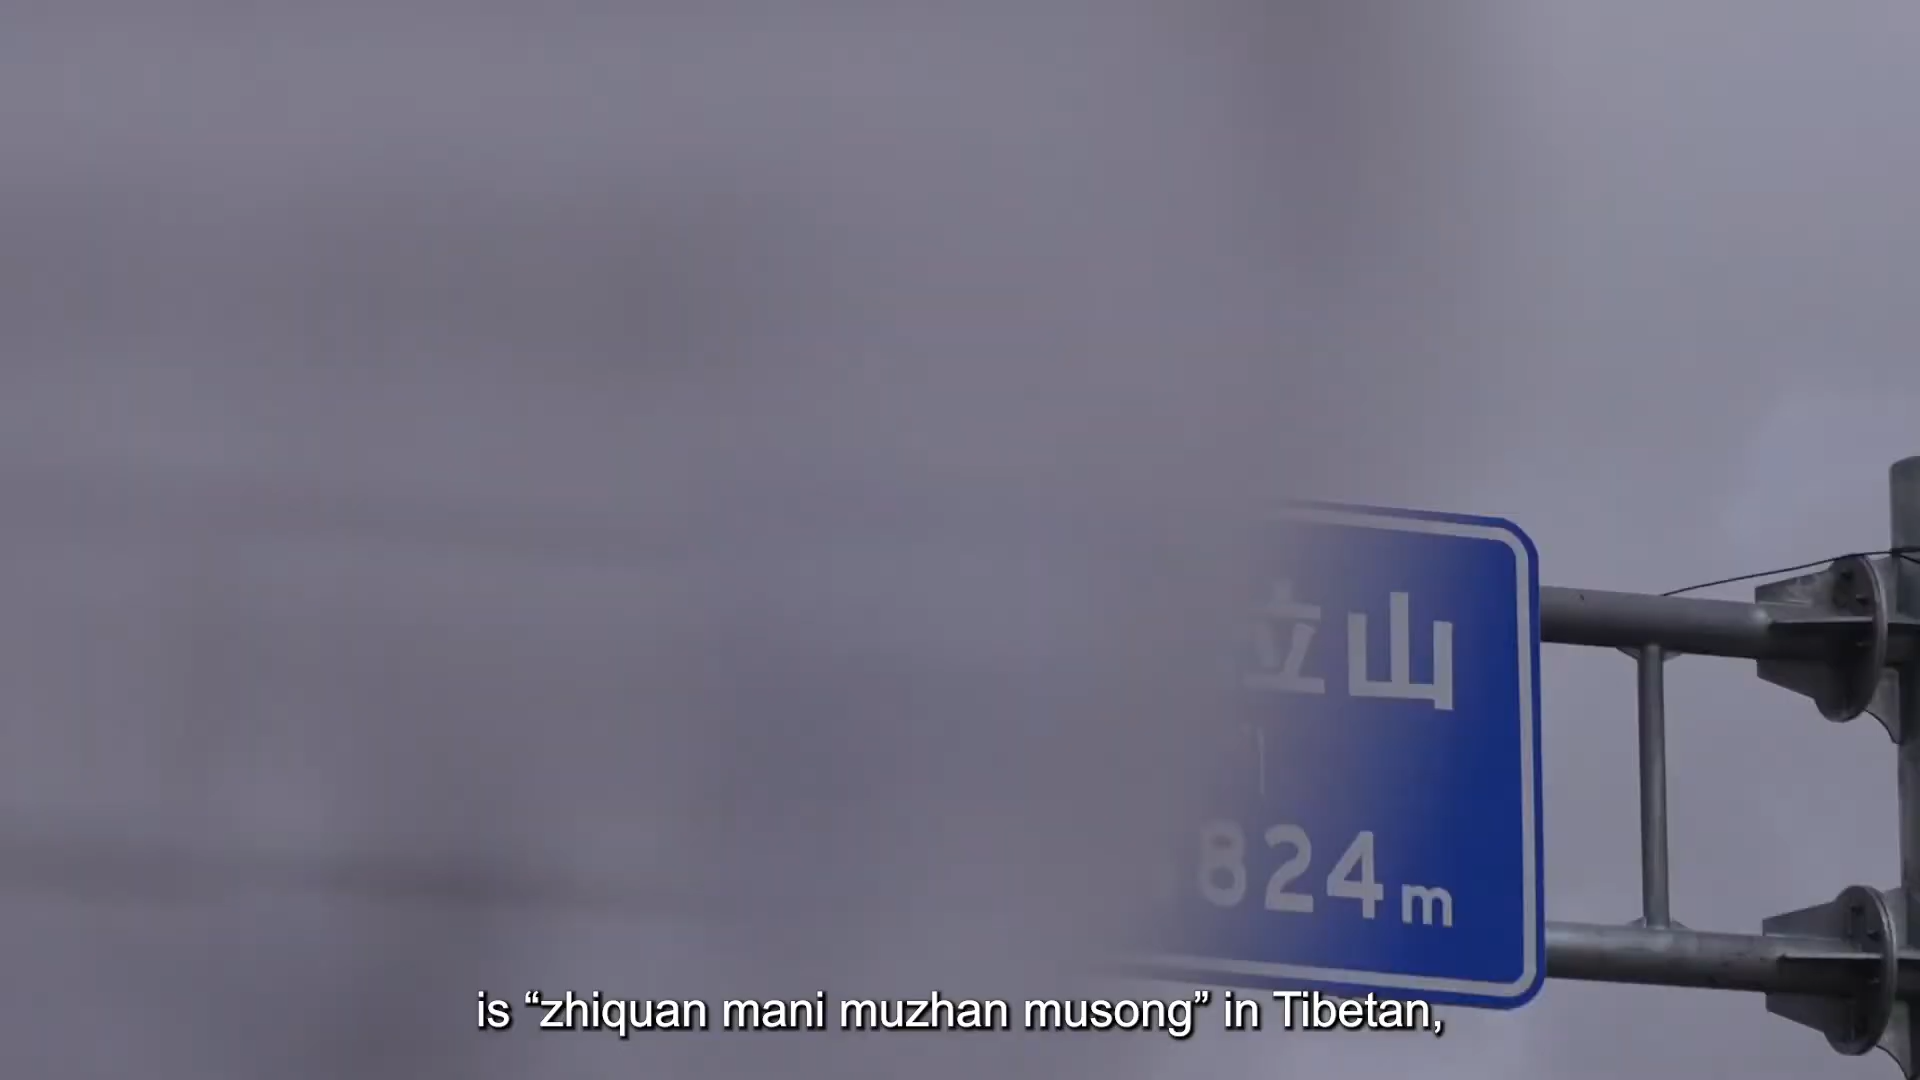 立山
824m
is “zhiquan mani muzhan musong” in Tibetan,